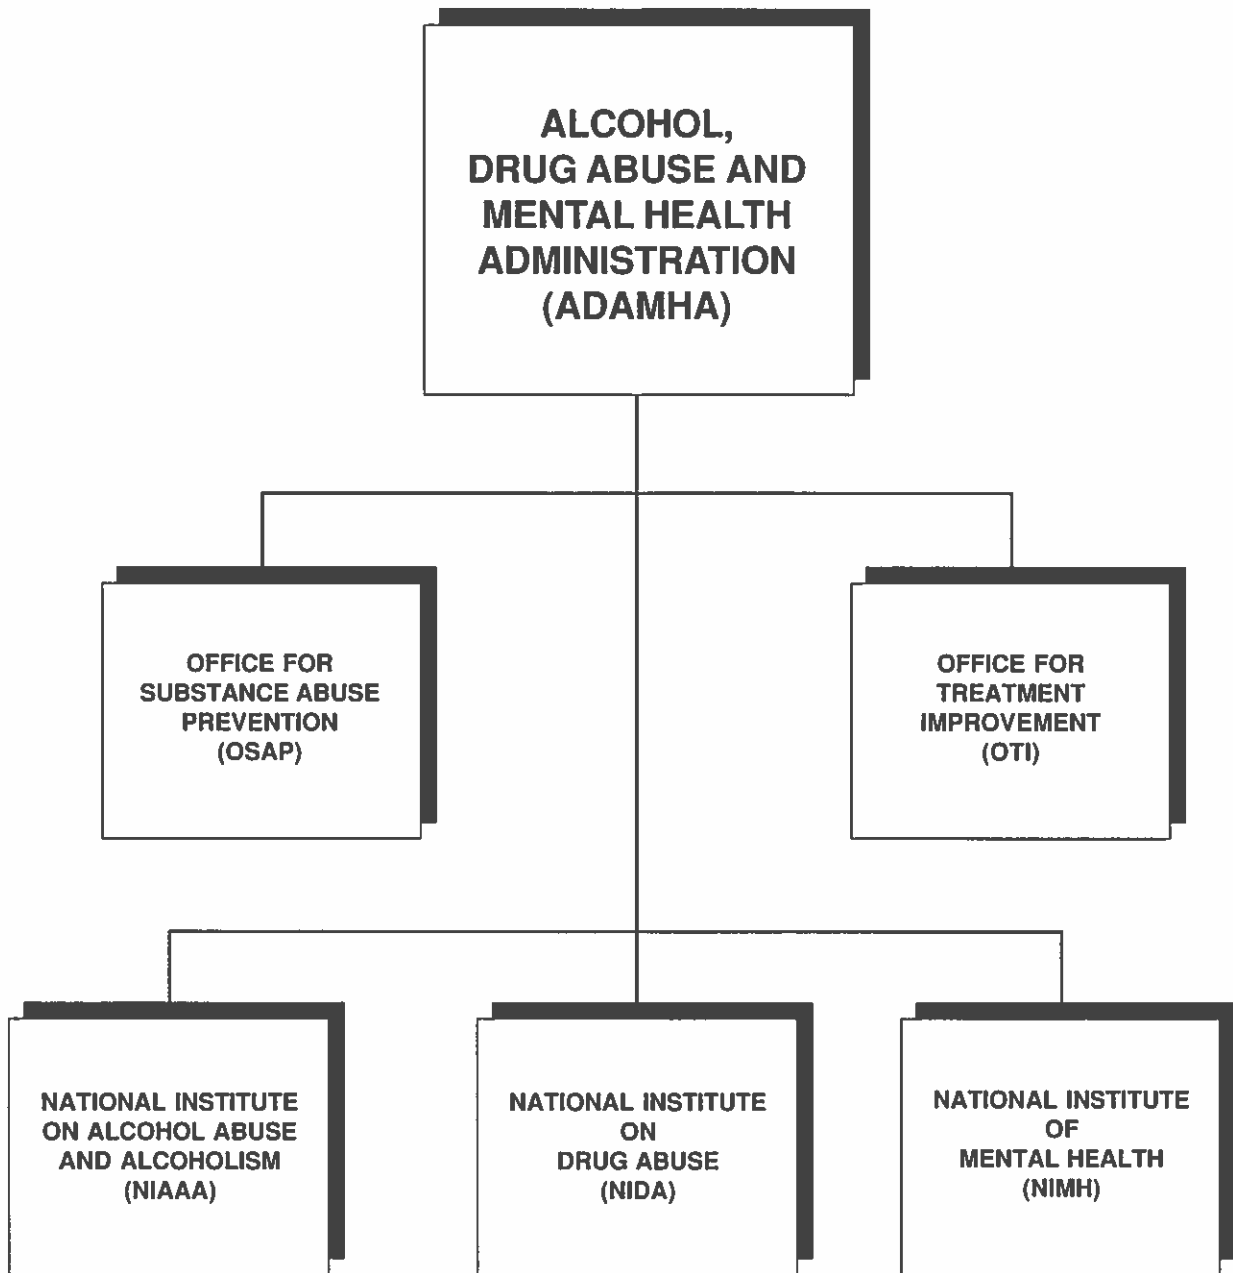 ALCOHOL,
DRUG ABUSE AND
MENTAL HEALTH
ADMINISTRATION
(ADAMHA)
OFFICE FOR
SUBSTANCE ABUSE
PREVENTION
(OSAP)
OFFICE FOR
TREATMENT
IMPROVEMENT
(OTI)
NATIONAL INSTITUTE
ON ALCOHOL ABUSE
AND ALCOHOLISM
(NIAAA)
NATIONAL INSTITUTE
ON
DRUG ABUSE
(NIDA)
NATIONAL INSTITUTE
OF
MENTAL HEALTH
(NIMH)